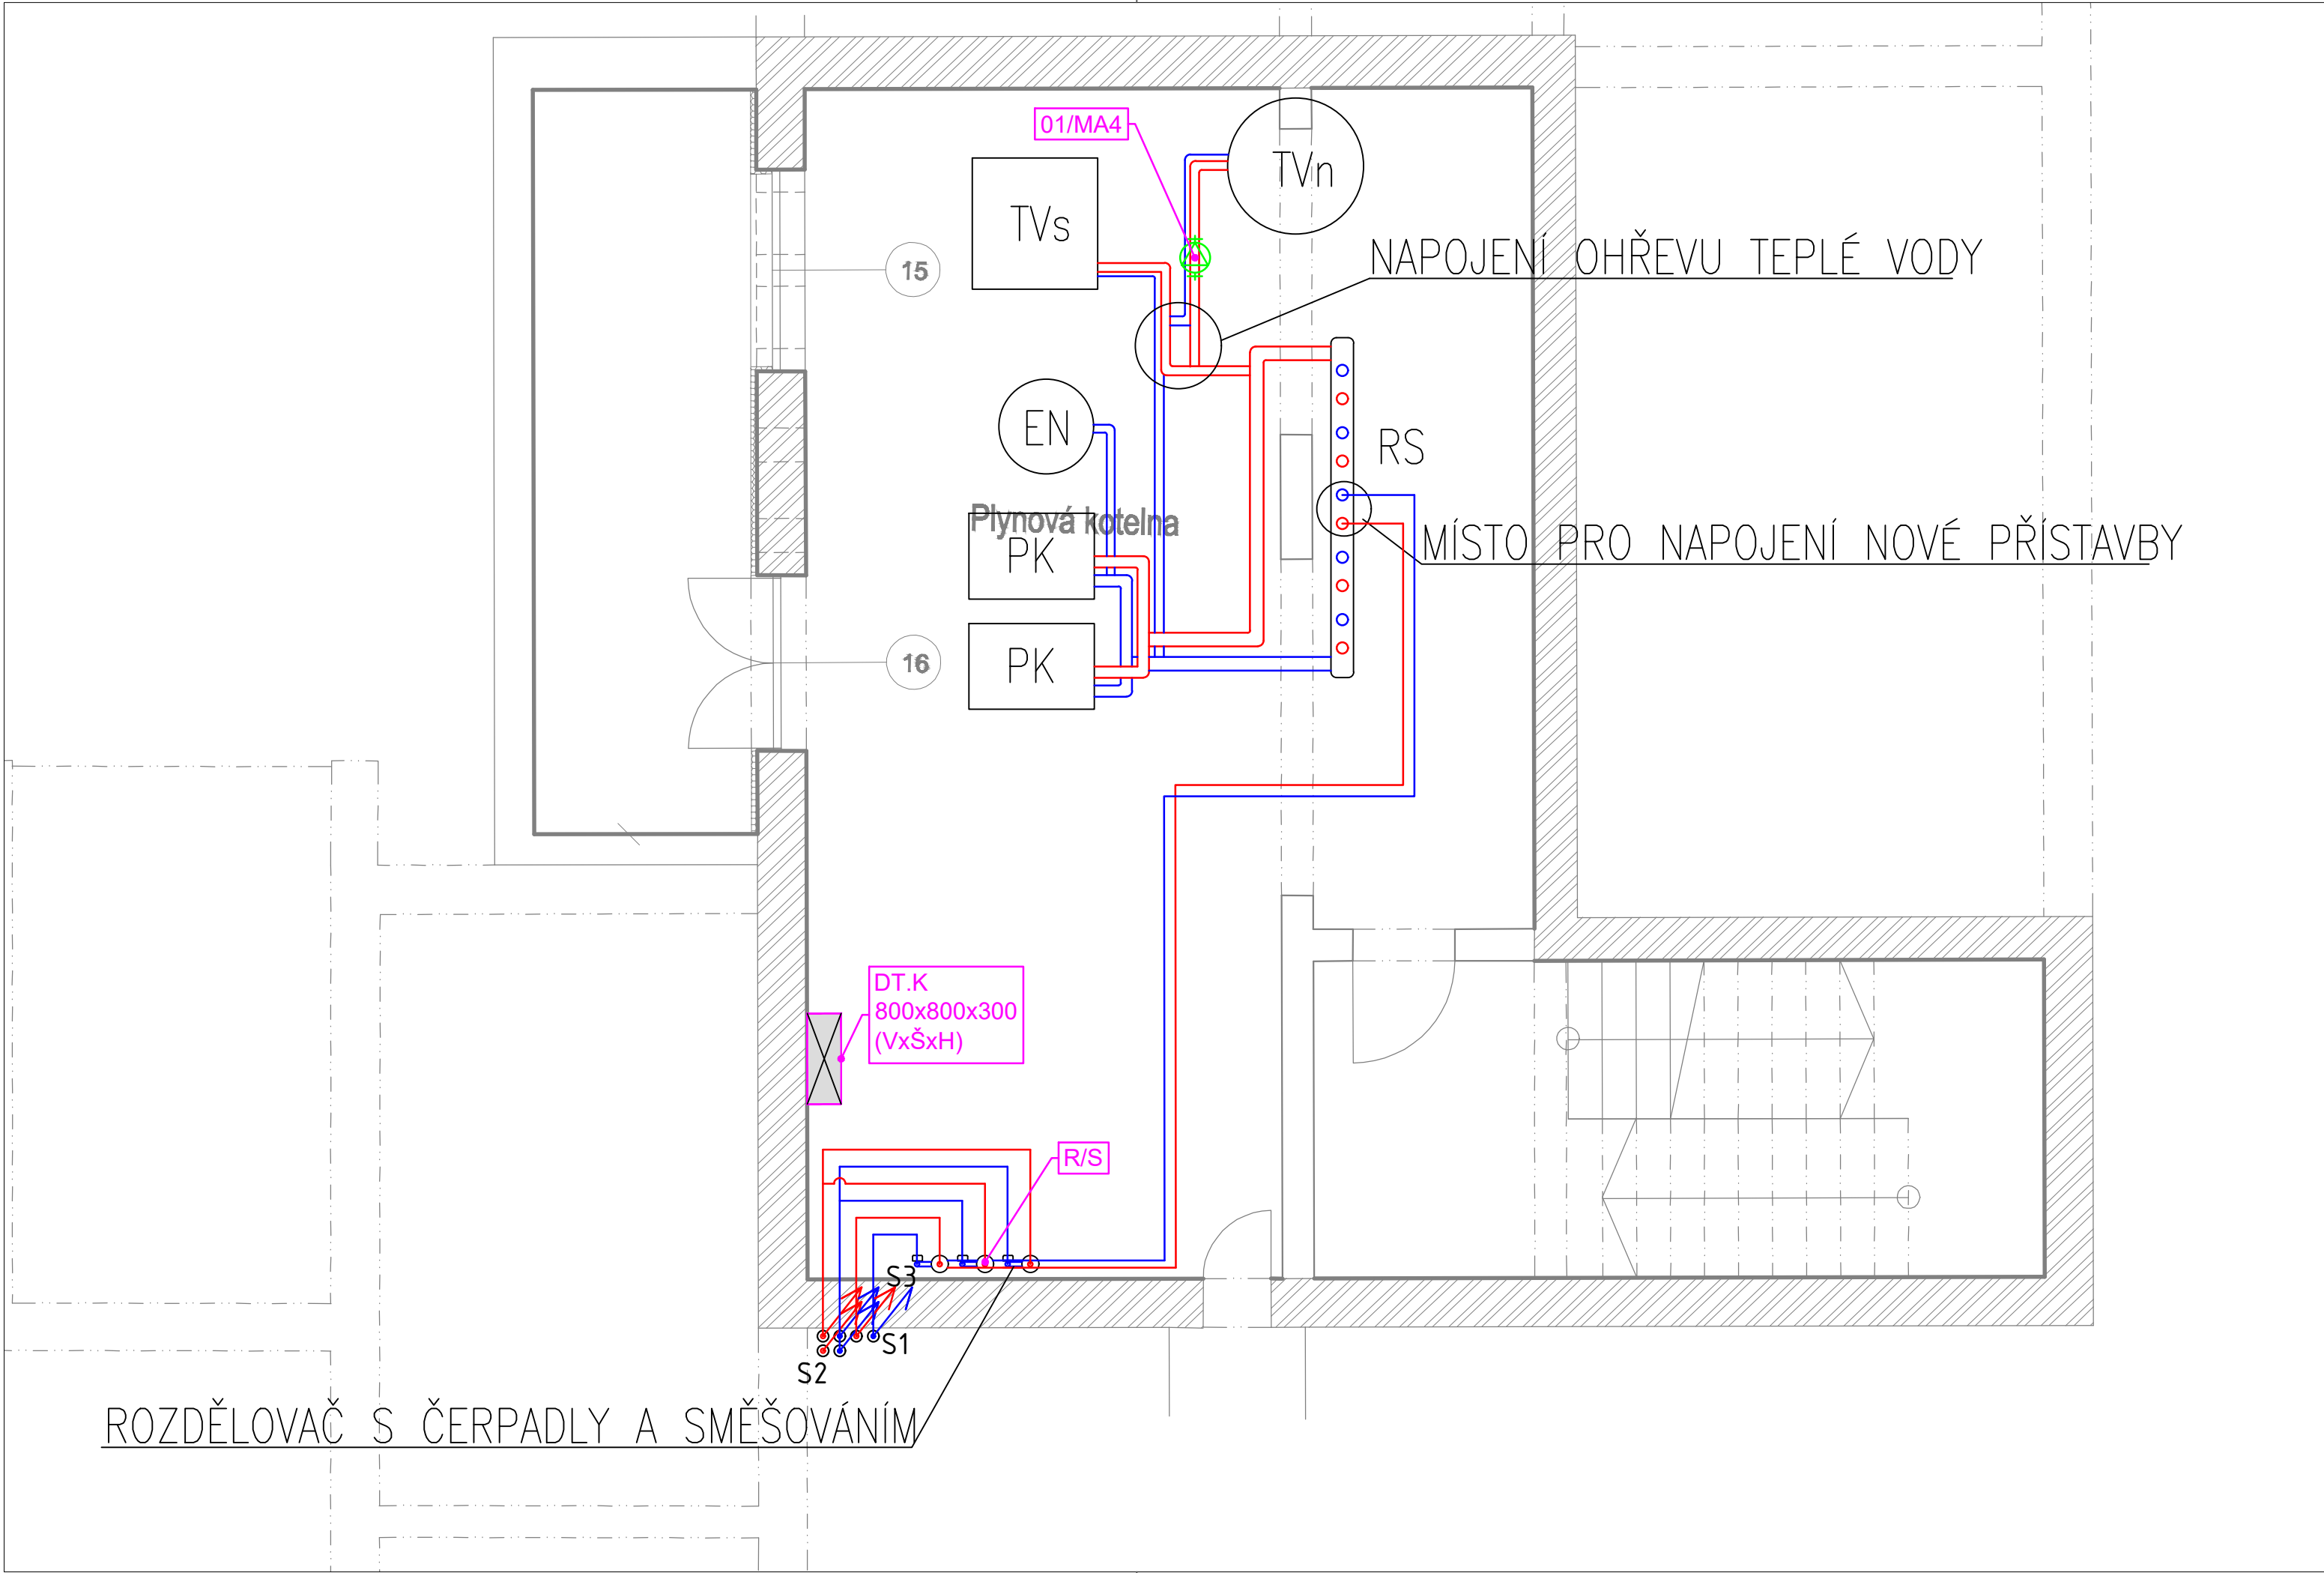 01/MA4
TVn
TVs
15
NAPOJENÍ OHŘEVU TEPLÉ VODY
EN
RS
Plynová kotelna
PK
MÍSTO PRO NAPOJENÍ NOVÉ PŘÍSTAVBY
PK
16
DT.K
800x800x300
(VxŠxH)
R/S
S3
S1
S2
ROZDĚLOVAČ S ČERPADLY A SMĚŠOVÁNÍM